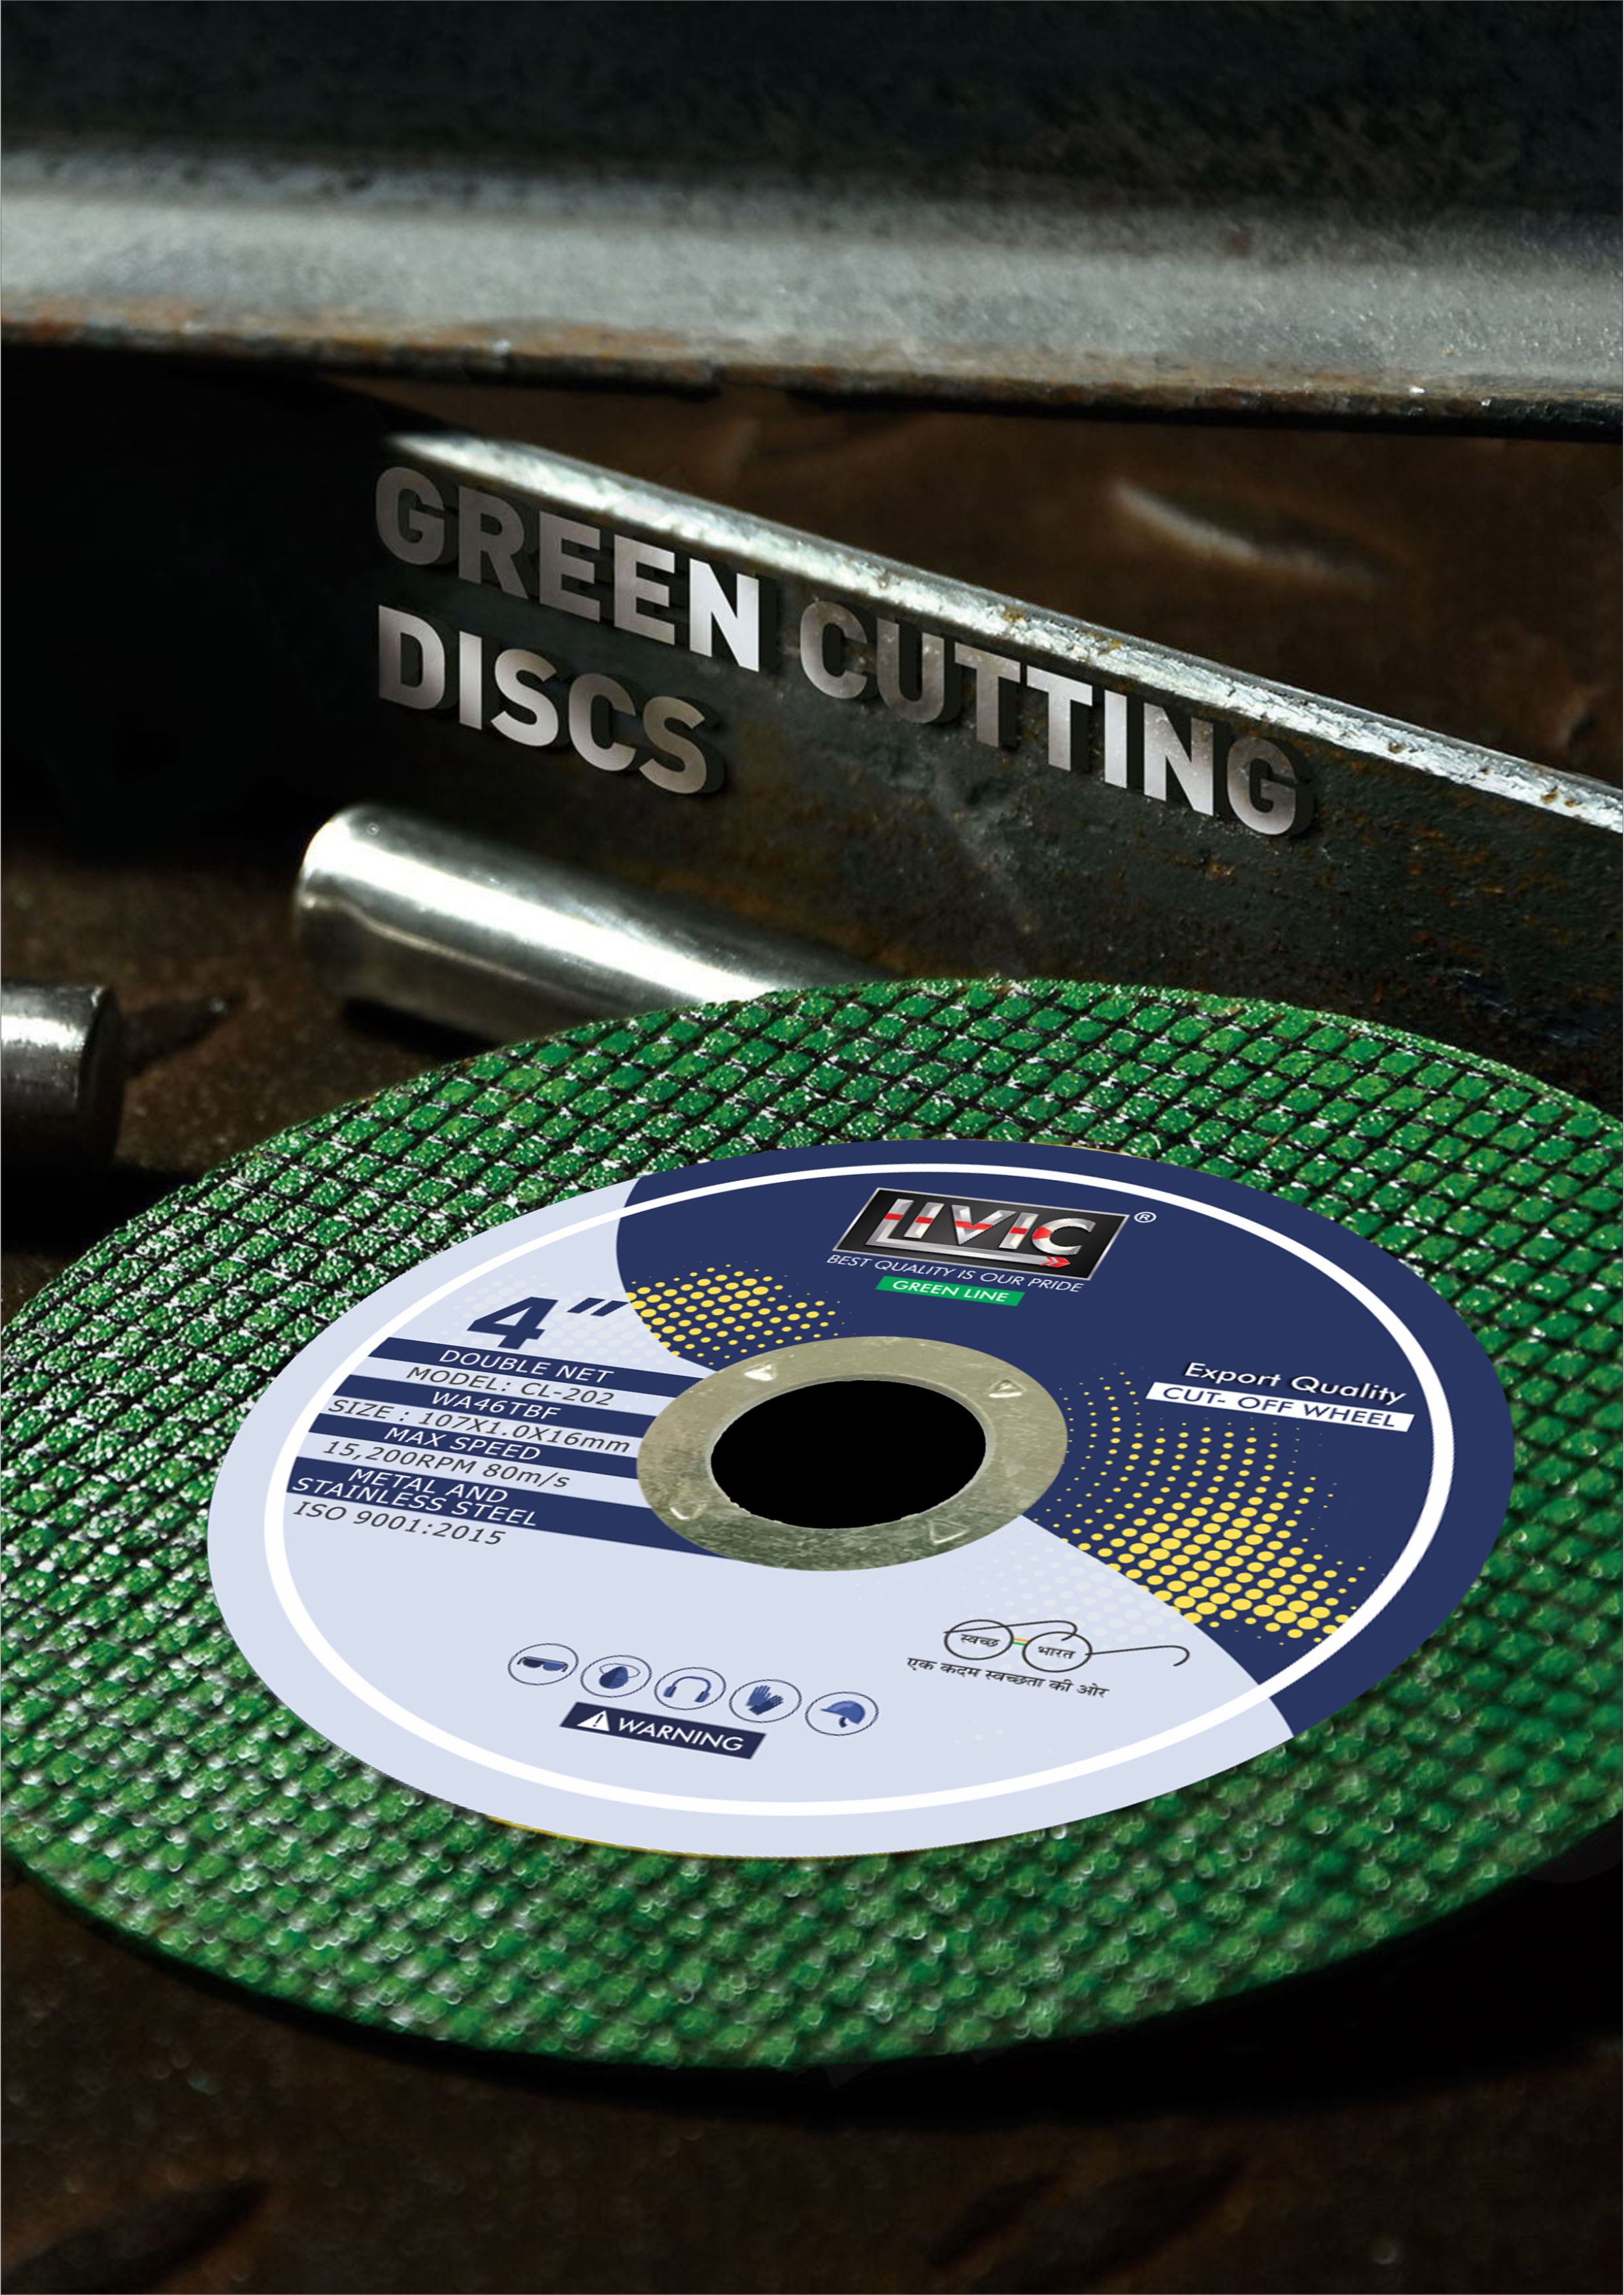 GREEN CUTTING
DISCS
LIVIC ®
BEST QUALITY IS OUR PRIDE
GREEN LINE
4"
DOUBLE NET
MODEL: CL-202
WA46TBF
SIZE : 107X1.0X16mm
MAX SPEED
15,200RPM 80m/s
METAL AND
STAINLESS STEEL
ISO 9001:2015
Export Quality
CUT- OFF WHEEL
स्वच्छ भारत
एक कदम स्वच्छता की ओर
WARNING